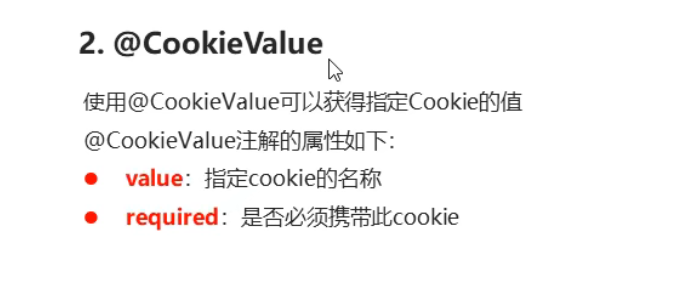 2. @CookieValue
使用@CookieValue可以获得指定Cookie的值
@CookieValue注解的属性如下：
● value：指定cookie的名称
● required：是否必须携带此cookie